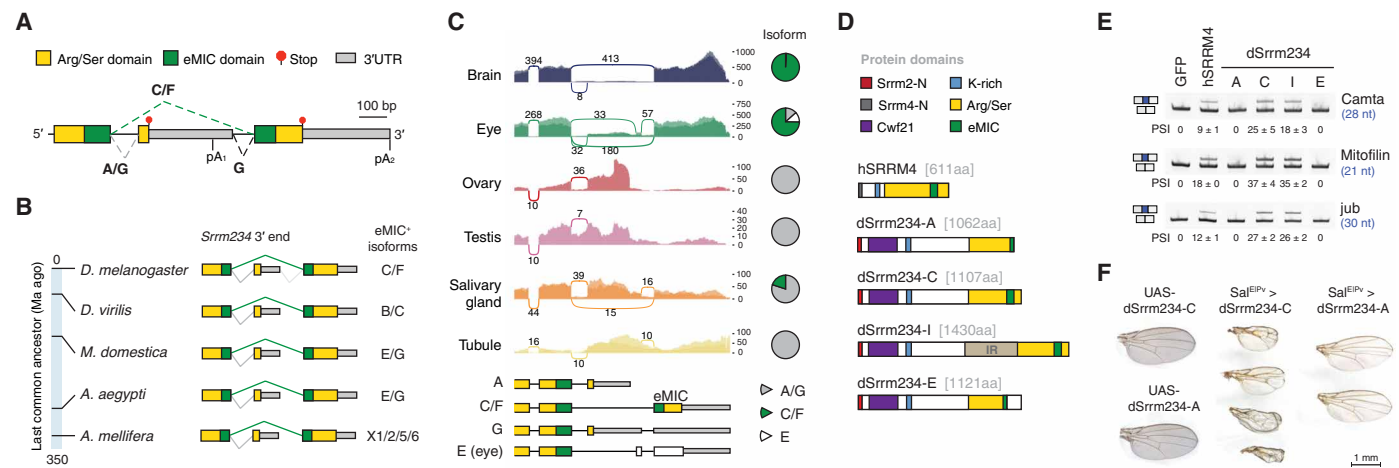 A
Arg/Ser domain
eMIC domain
Stop
3′UTR
C/F
100 bp
5′
3′
A/G
pA1
G
pA2
B
Srrm234 3′ end
eMIC+
isoforms
Last common ancestor (Ma ago)
0
D. melanogaster
C/F
D. virilis
B/C
M. domestica
E/G
A. aegypti
E/G
A. mellifera
X1/2/5/6
350
C
Isoform
Brain
394
413
8
1000
500
0
Eye
268
33
57
32
180
750
500
250
0
Ovary
36
10
100
50
0
Testis
7
10
40
30
20
10
0
Salivary
gland
39
16
44
15
100
50
0
Tubule
16
10
10
100
50
0
A
C/F
eMIC
G
E (eye)
A/G
C/F
E
D
Protein domains
Srrm2-N
K-rich
Srrm4-N
Arg/Ser
Cwf21
eMIC
hSRRM4 [611aa]
dSrrm234-A [1062aa]
dSrrm234-C [1107aa]
dSrrm234-I [1430aa]
IR
dSrrm234-E [1121aa]
E
GFP
hSRRM4
dSrrm234
A C I E
Camta
(28 nt)
PSI 0 9 ± 1 0 25 ± 5 18 ± 3 0
Mitofilin
(21 nt)
PSI 0 18 ± 0 0 37 ± 4 35 ± 2 0
jub
(30 nt)
PSI 0 12 ± 1 0 27 ± 2 26 ± 2 0
F
UAS-
dSrrm234-C
SalEIPv >
dSrrm234-C
SalEIPv >
dSrrm234-A
UAS-
dSrrm234-A
1 mm